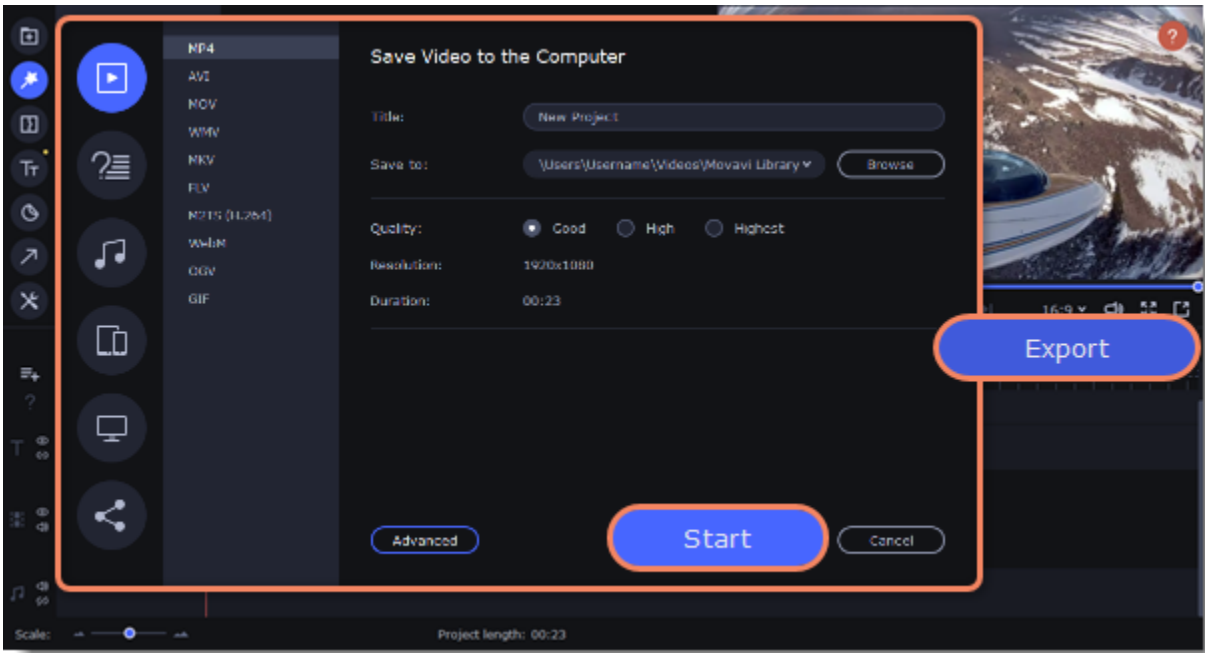 MP4
AVI
MOV
WMV
MKV
FLV
M2TS (H.264)
WebM
OGV
GIF
Save Video to the Computer
Title: New Project
Save to: \Users\Username\Videos\Movavi Library Browse
Quality: Good High Highest
Resolution: 1920x1080
Duration: 00:23
Advanced Start Cancel
?
16:9
Export
Tт
?
T
Scale:
Project length: 00:23